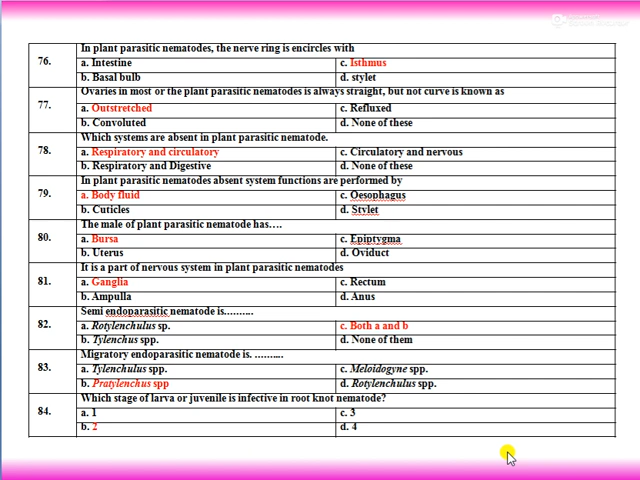 In plant parasitic nematodes, the nerve ring is encircles with
76.
a. Intestine c. Isthmus
b. Basal bulb d. stylet
Ovaries in most or the plant parasitic nematodes is always straight, but not curve is known as
77.
a. Outstretched c. Refluxed
b. Convoluted d. None of these
Which systems are absent in plant parasitic nematode.
78.
a. Respiratory and circulatory c. Circulatory and nervous
b. Respiratory and Digestive d. None of these
In plant parasitic nematodes absent system functions are performed by
79.
a. Body fluid c. Oesophagus
b. Cuticles d. Stylet
The male of plant parasitic nematode has….
80.
a. Bursa c. Epiptygma
b. Uterus d. Oviduct
It is a part of nervous system in plant parasitic nematodes
81.
a. Ganglia c. Rectum
b. Ampulla d. Anus
Semi endoparasitic nematode is..........
82.
a. Rotylenchulus sp. c. Both a and b
b. Tylenchus spp. d. None of them
Migratory endoparasitic nematode is. ..........
83.
a. Tylenchulus spp. c. Meloidogyne spp.
b. Pratylenchus spp d. Rotylenchulus spp.
Which stage of larva or juvenile is infective in root knot nematode?
84.
a. 1 c. 3
b. 2 d. 4